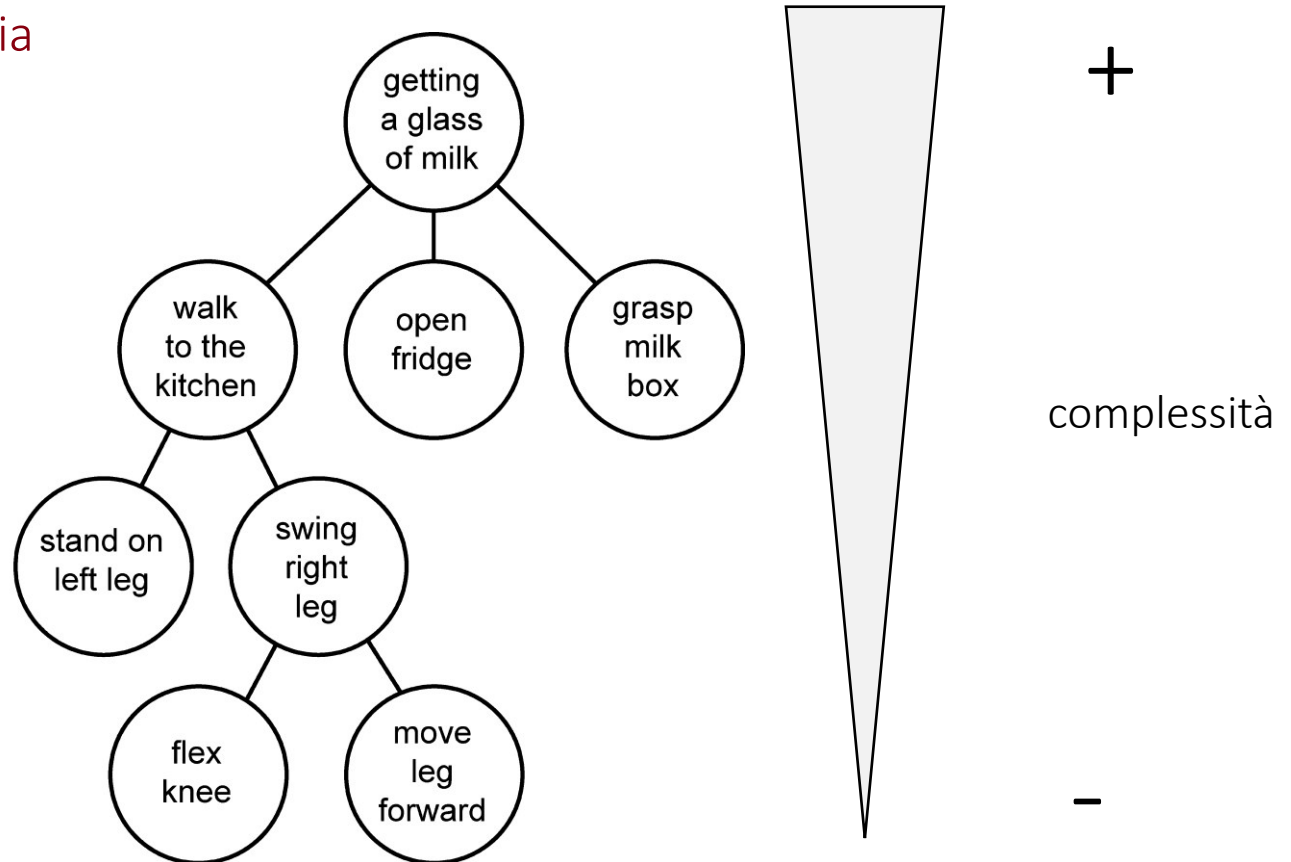 ia
getting
a glass
of milk
+
walk
to the
kitchen
open
fridge
grasp
milk
box
complessità
stand on
left leg
swing
right
leg
flex
knee
move
leg
forward
-